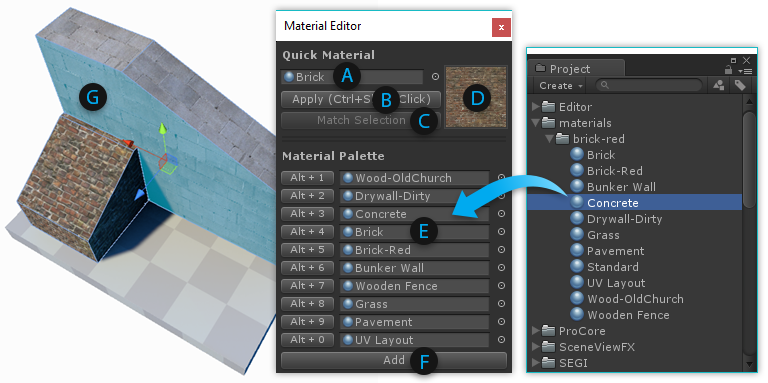 Material Editor
x
Quick Material
Brick
A
Apply (Ctrl+S
B
Click)
Match Selection
C
D
Material Palette
Alt + 1 Wood-OldChurch
Alt + 2 Drywall-Dirty
Alt + 3 Concrete
Alt + 4 Brick
E
Alt + 5 Brick-Red
Alt + 6 Bunker Wall
Alt + 7 Wooden Fence
Alt + 8 Grass
Alt + 9 Pavement
Alt + 0 UV Layout
Add
F
G
Project
Create
Editor
materials
brick-red
Brick
Brick-Red
Bunker Wall
Concrete
Drywall-Dirty
Grass
Pavement
Standard
UV Layout
Wood-OldChurch
Wooden Fence
ProCore
SceneViewFX
SEGI